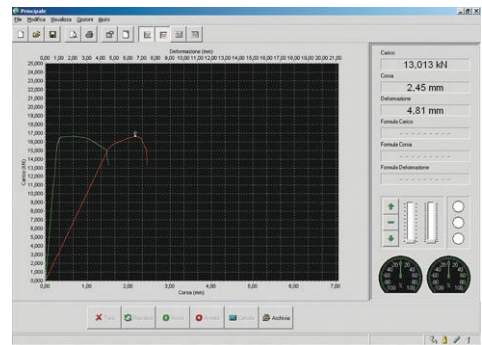 Principale
File Modifica Visualizza Opzioni Aiuto
Deformazione (mm)
0,00 1,00 2,00 3,00 4,00 5,00 6,00 7,00 8,00 9,00 10,00 11,00 12,00 13,00 14,00 15,00 16,00 17,00 18,00 19,00 20,00 21,00
25,000
24,000
23,000
22,000
21,000
20,000
19,000
18,000
17,000
16,000
15,000
14,000
13,000
12,000
11,000
10,000
9,000
8,000
7,000
6,000
5,000
4,000
3,000
2,000
1,000
0,000
Carico (kN)
0,00 1,00 2,00 3,00 4,00 5,00 6,00 7,00
Corsa (mm)
Carico
13,013 kN
Corsa
2,45 mm
Deformazione
4,81 mm
Formula Carico
- - - - - - - - -
Formula Corsa
- - - - - - - - -
Formula Deformazione
- - - - - - - - -
Archivia